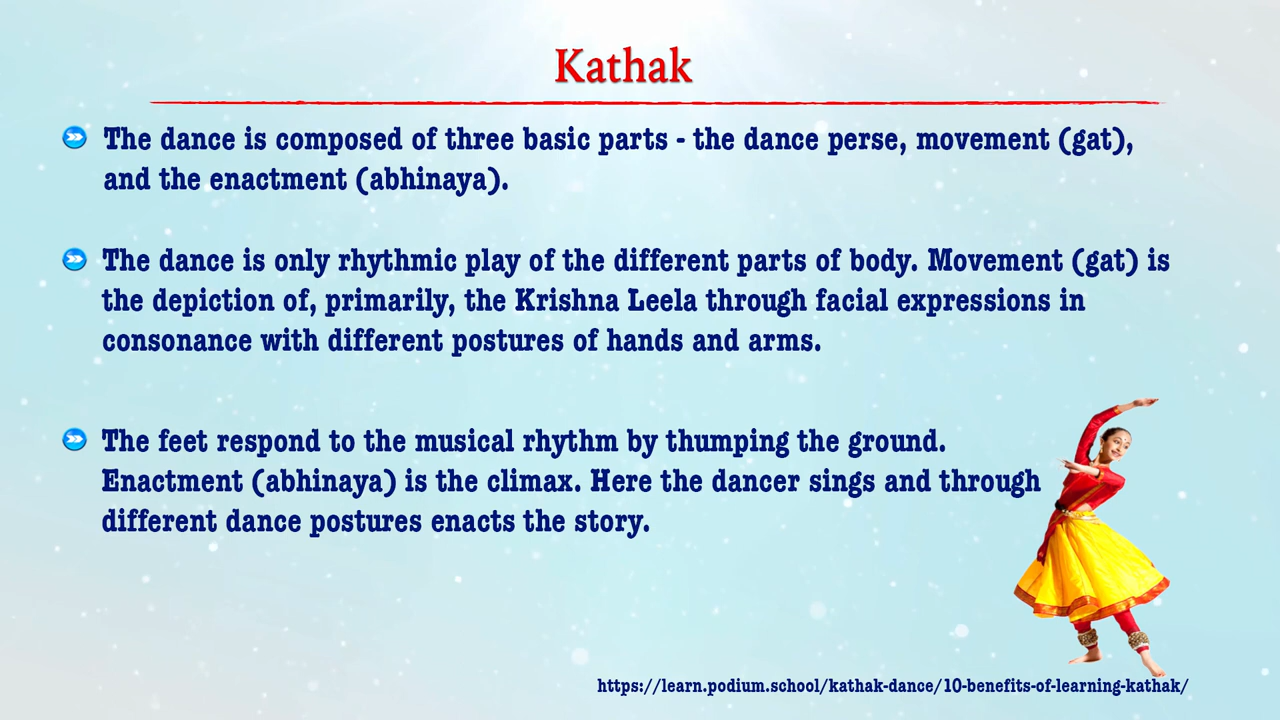 Kathak
The dance is composed of three basic parts - the dance perse, movement (gat),
and the enactment (abhinaya).
The dance is only rhythmic play of the different parts of body. Movement (gat) is
the depiction of, primarily, the Krishna Leela through facial expressions in
consonance with different postures of hands and arms.
The feet respond to the musical rhythm by thumping the ground.
Enactment (abhinaya) is the climax. Here the dancer sings and through
different dance postures enacts the story.
https://learn.podium.school/kathak-dance/10-benefits-of-learning-kathak/